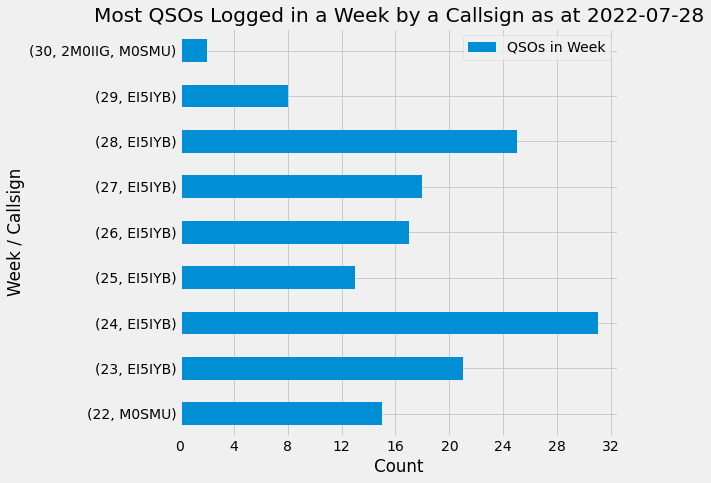 Most QSOs Logged in a Week by a Callsign as at 2022-07-28
QSOs in Week
Week / Callsign
(30, 2M0IIG, M0SMU)
(29, EI5IYB)
(28, EI5IYB)
(27, EI5IYB)
(26, EI5IYB)
(25, EI5IYB)
(24, EI5IYB)
(23, EI5IYB)
(22, M0SMU)
0 4 8 12 16 20 24 28 32
Count